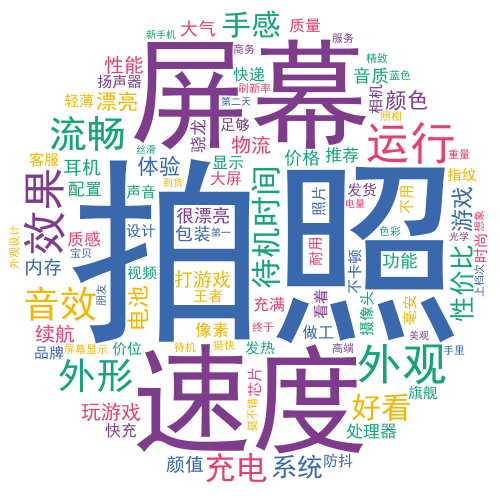 新手机
大气
手感
质量
商务
服务
屏幕
性能
快递
音质
精致
蓝色
扬声器
刷新率
相机
颜色
轻薄
漂亮
第二天
照相
流畅
骁龙
足够
运行
丝滑
物流
客服
耳机
体验
显示
价格
推荐
重量
效果
配置
声音
到货
大屏
待机时间
发货
指纹
拍照
照片
电量
不用
游戏
很漂亮
外观设计
质感
设计
包装
第一
色彩
时尚
想象
宝贝
耐用
光学
内存
视频
不卡顿
功能
性价比
上档次
打游戏
音效
朋友
电池
王者
充满
看着
摄像头
毫安
续航
像素
终于
做工
美观
品牌
屏幕显示
价位
待机
挺快
发热
高端
手里
外形
速度
芯片
外观
旗舰
玩游戏
挺不错
好看
快充
处理器
颜值
充电
系统
防抖